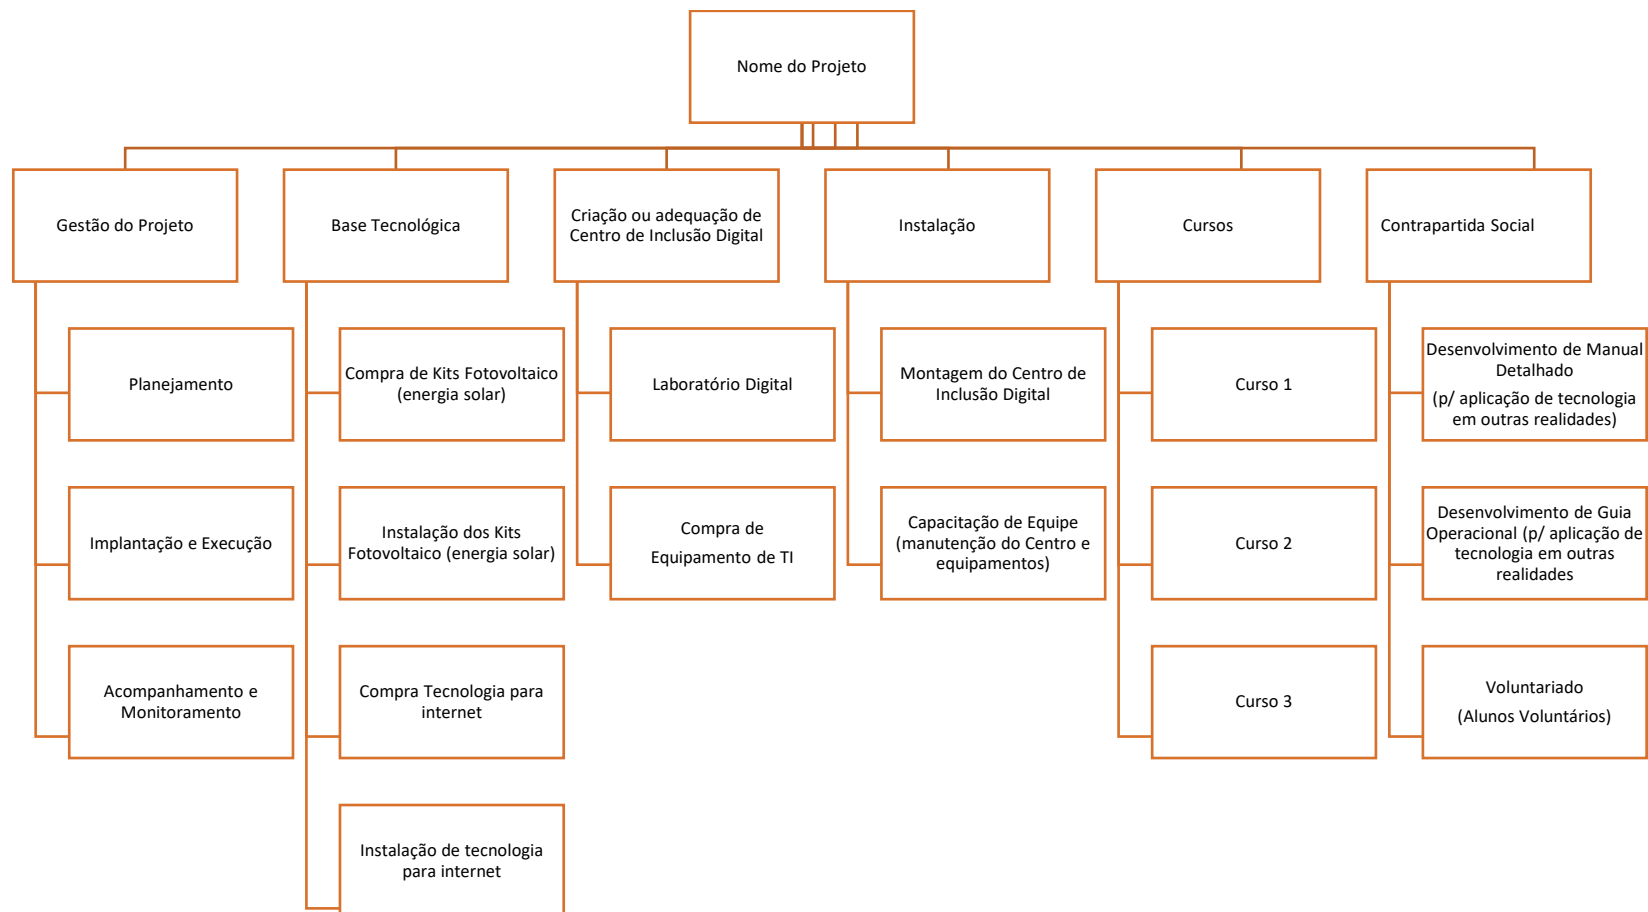 Nome do Projeto
Gestão do Projeto
Base Tecnológica
Criação ou adequação de
Centro de Inclusão Digital
Instalação
Cursos
Contrapartida Social
Planejamento
Implantação e Execução
Acompanhamento e
Monitoramento
Compra de Kits Fotovoltaico
(energia solar)
Instalação dos Kits
Fotovoltaico (energia solar)
Compra Tecnologia para
internet
Instalação de tecnologia
para internet
Laboratório Digital
Compra de
Equipamento de TI
Montagem do Centro de
Inclusão Digital
Capacitação de Equipe
(manutenção do Centro e
equipamentos)
Curso 1
Curso 2
Curso 3
Desenvolvimento de Manual
Detalhado
(p/ aplicação de tecnologia
em outras realidades)
Desenvolvimento de Guia
Operacional (p/ aplicação de
tecnologia em outras
realidades
Voluntariado
(Alunos Voluntários)